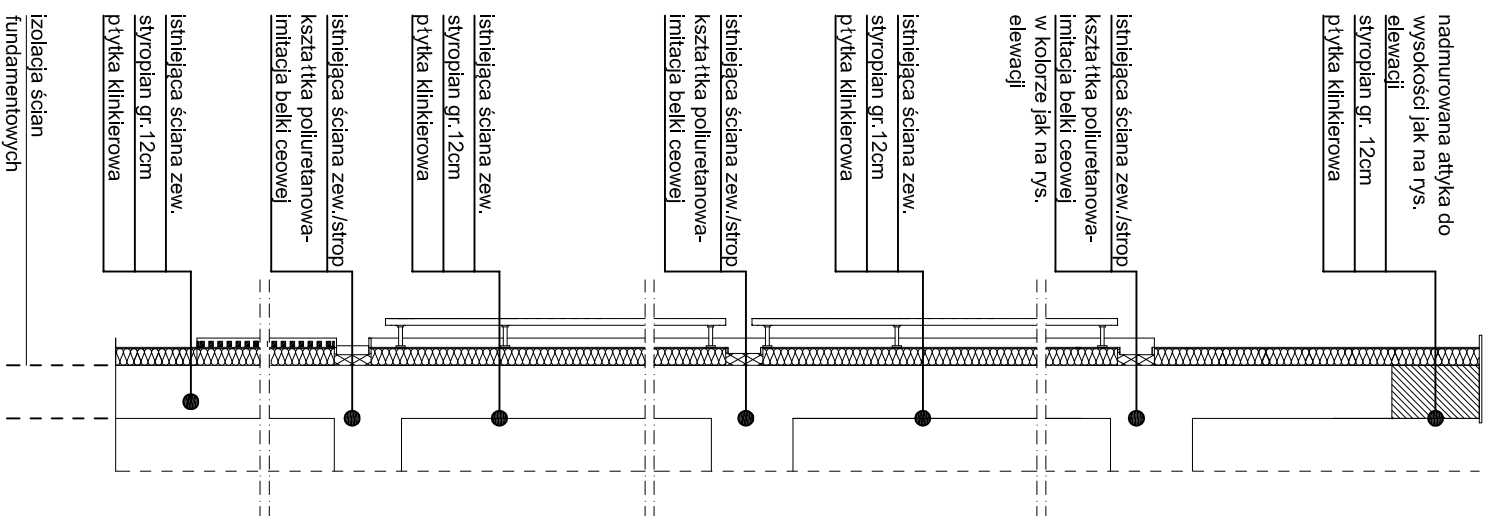 nadmurowana attyka do
wysokości jak na rys.
elewacji
styropian gr. 12cm
płytka klinkierowa
istniejąca ściana zew./strop
kształtka poliuretanowa-
imitacja belki ceowej
w kolorze jak na rys.
elewacji
istniejąca ściana zew.
styropian gr.12cm
płytka klinkierowa
istniejąca ściana zew./strop
kształtka poliuretanowa-
imitacja belki ceowej
istniejąca ściana zew.
styropian gr.12cm
płytka klinkierowa
istniejąca ściana zew./strop
kształtka poliuretanowa-
imitacja belki ceowej
istniejąca ściana zew.
styropian gr.12cm
płytka klinkierowa
izolacja ścian
fundamentowych